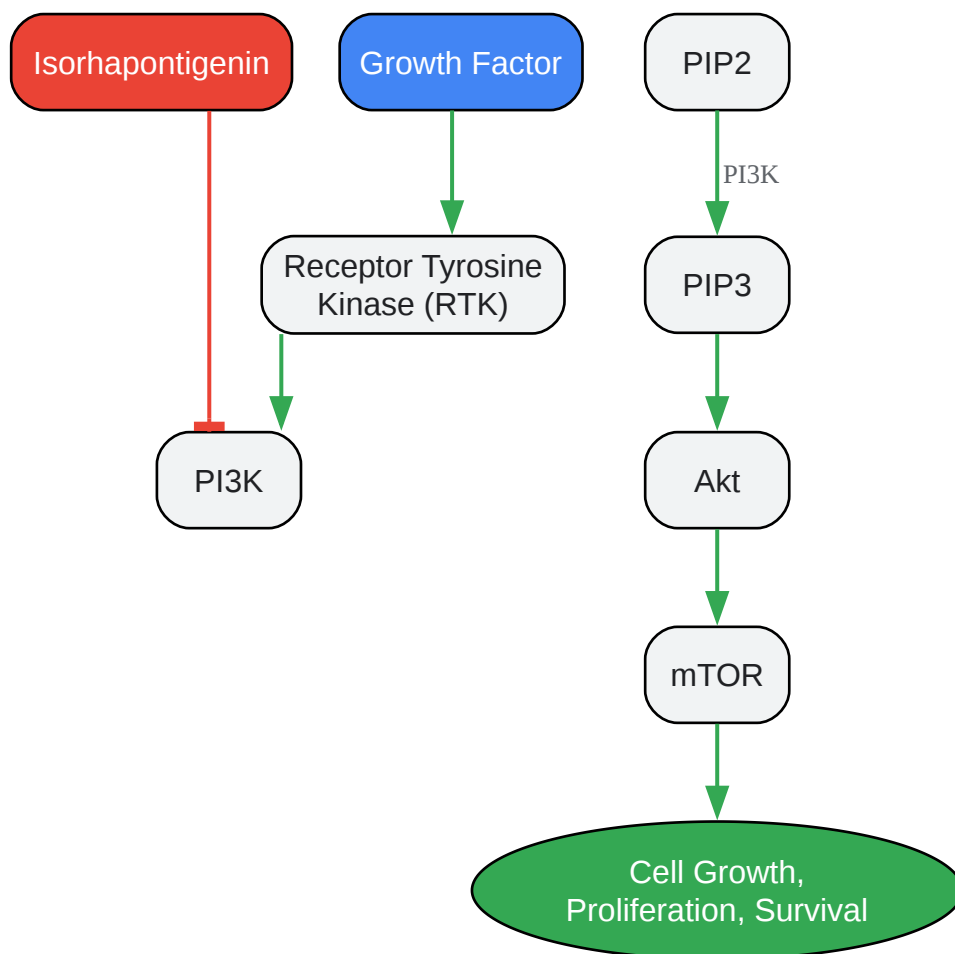 Isorhapontigenin
Growth Factor
PIP2
PI3K
Receptor Tyrosine
Kinase (RTK)
PIP3
PI3K
Akt
mTOR
Cell Growth,
Proliferation, Survival